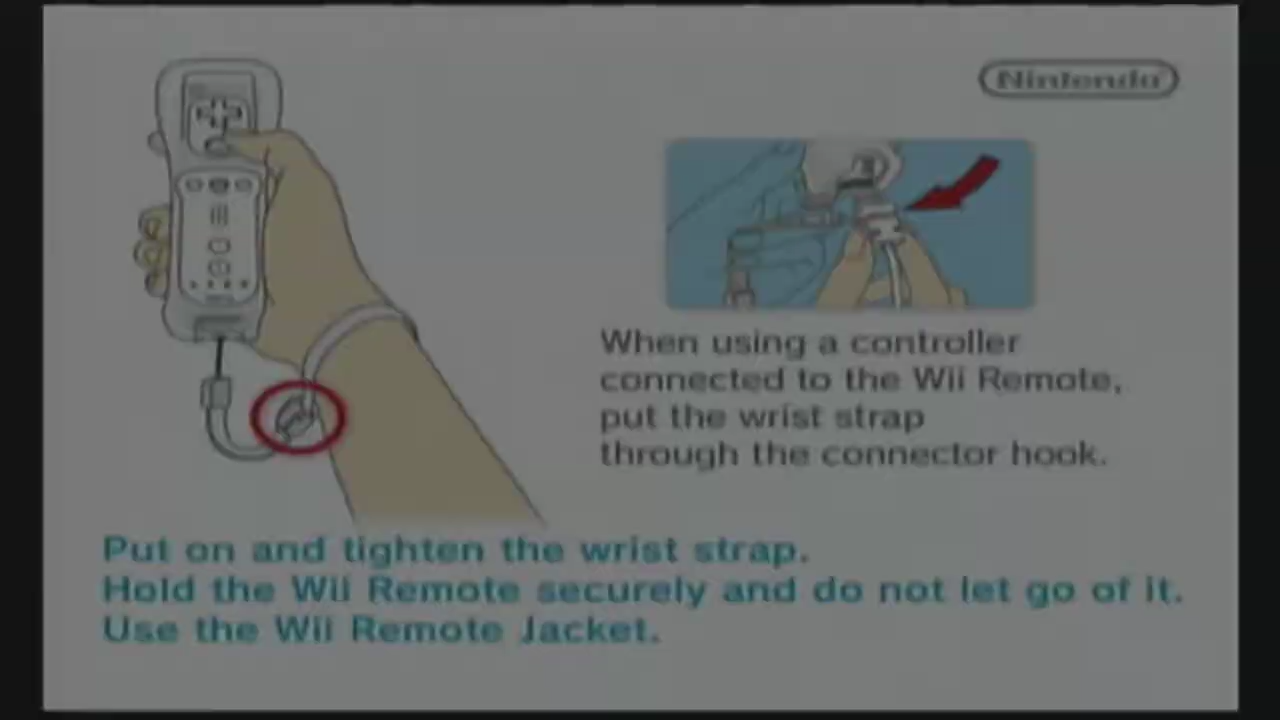 Nintendo
When using a controller
connected to the Wii Remote,
put the wrist strap
through the connector hook.
Put on and tighten the wrist strap.
Hold the Wii Remote securely and do not let go of it.
Use the Wii Remote Jacket.